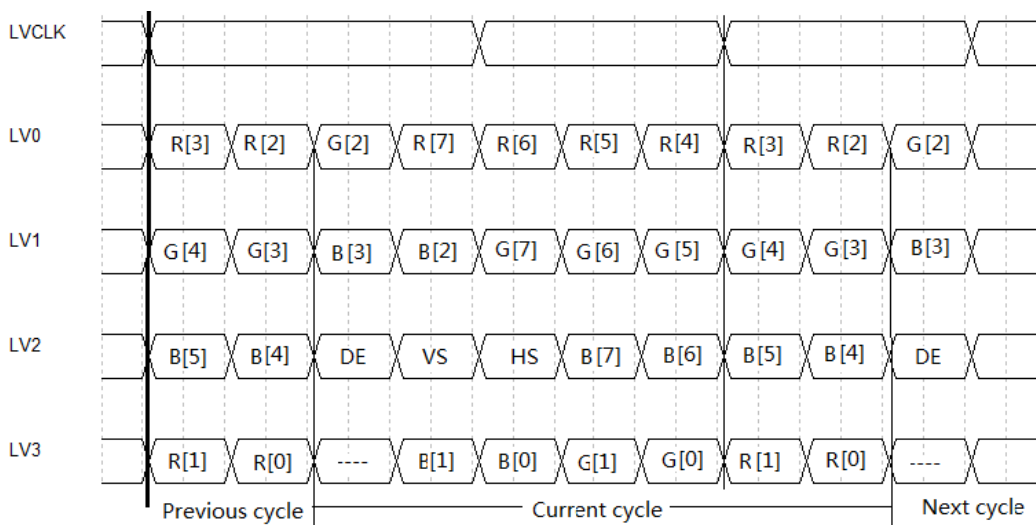 LVCLK
LV0 R[3] R[2] G[2] R[7] R[6] R[5] R[4] R[3] R[2] G[2]
LV1 G[4] G[3] B[3] B[2] G[7] G[6] G[5] G[4] G[3] B[3]
LV2 B[5] B[4] DE VS HS B[7] B[6] B[5] B[4] DE
LV3 R[1] R[0] ---- B[1] B[0] G[1] G[0] R[1] R[0] ----
Previous cycle Current cycle Next cycle